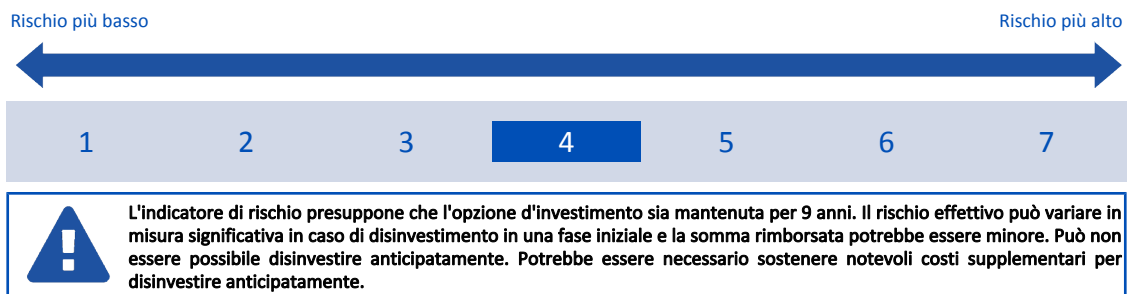 Rischio più basso Rischio più alto
1 2 3 4 5 6 7
L'indicatore di rischio presuppone che l'opzione d'investimento sia mantenuta per 9 anni. Il rischio effettivo può variare in
misura significativa in caso di disinvestimento in una fase iniziale e la somma rimborsata potrebbe essere minore. Può non
essere possibile disinvestire anticipatamente. Potrebbe essere necessario sostenere notevoli costi supplementari per
disinvestire anticipatamente.